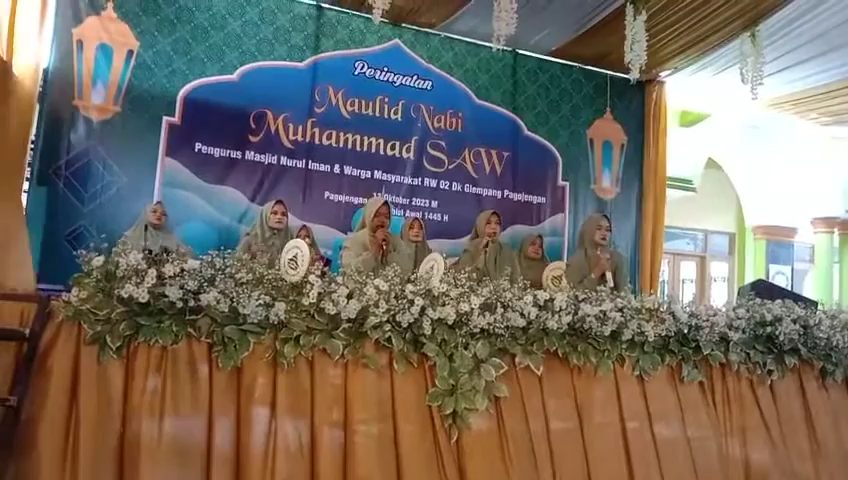 Peringatan
Maulid Nabi
Muhammad SAW
Pengurus Masjid Nurul Iman & Warga Masyarakat RW 02 Dk Glempang Pagojengan
Oktober 2023 M
Awal 1445 H